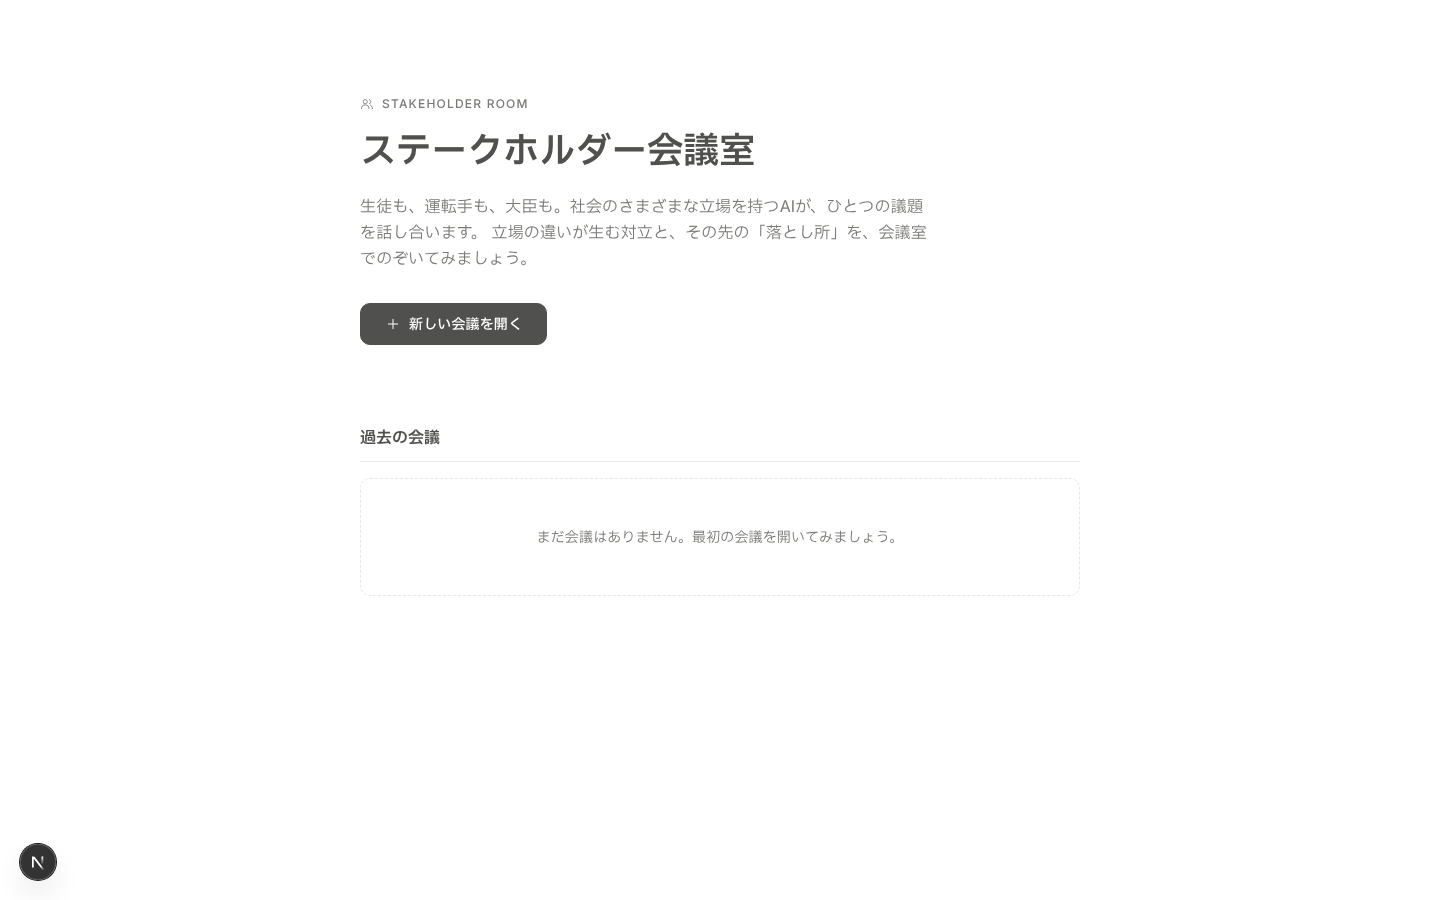 STAKEHOLDER ROOM
ステークホルダー会議室
生徒も、運転手も、大臣も。社会のさまざまな立場を持つAIが、ひとつの議題
を話し合います。 立場の違いが生む対立と、その先の「落とし所」を、会議室
でのぞいてみましょう。
新しい会議を開く
過去の会議
まだ会議はありません。最初の会議を開いてみましょう。
N